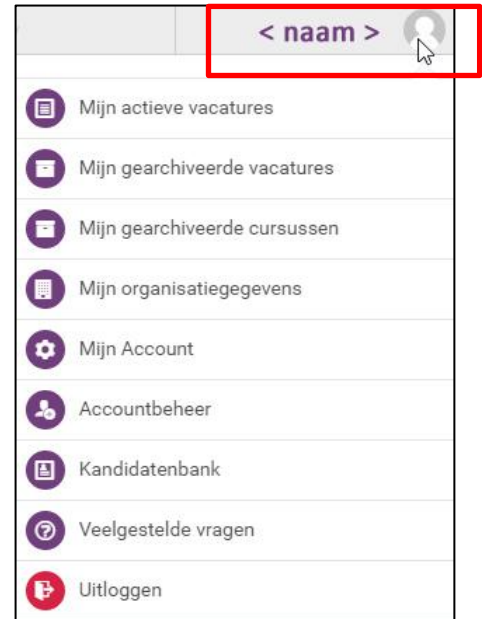 < naam >
Mijn actieve vacatures
Mijn gearchiveerde vacatures
Mijn gearchiveerde cursussen
Mijn organisatiegegevens
Mijn Account
Accountbeheer
Kandidatenbank
Veelgestelde vragen
Uitloggen